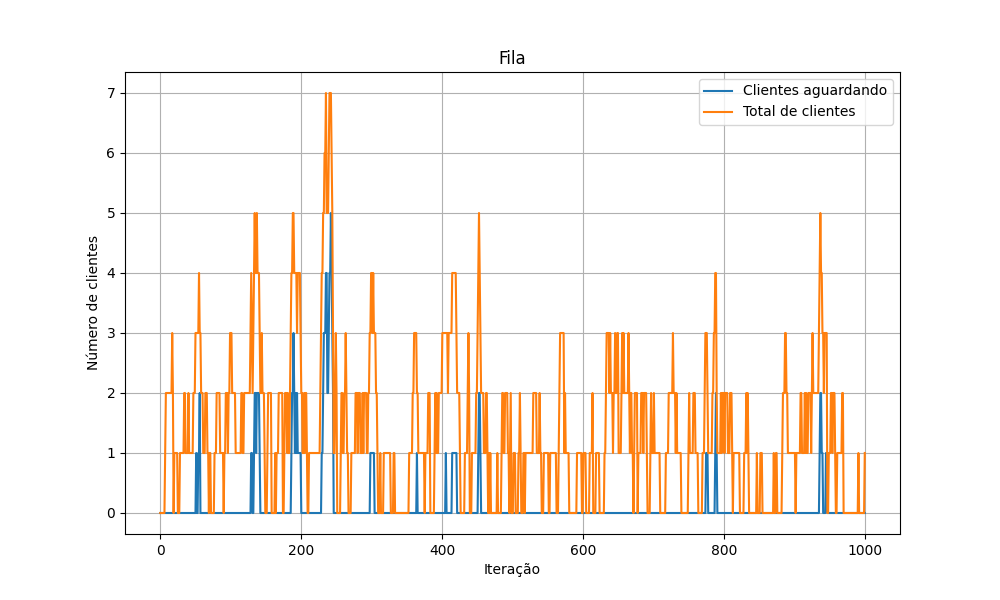 Fila
Clientes aguardando
Total de clientes
Número de clientes
7
6
5
4
3
2
1
0
0
200
400
600
800
1000
Iteração